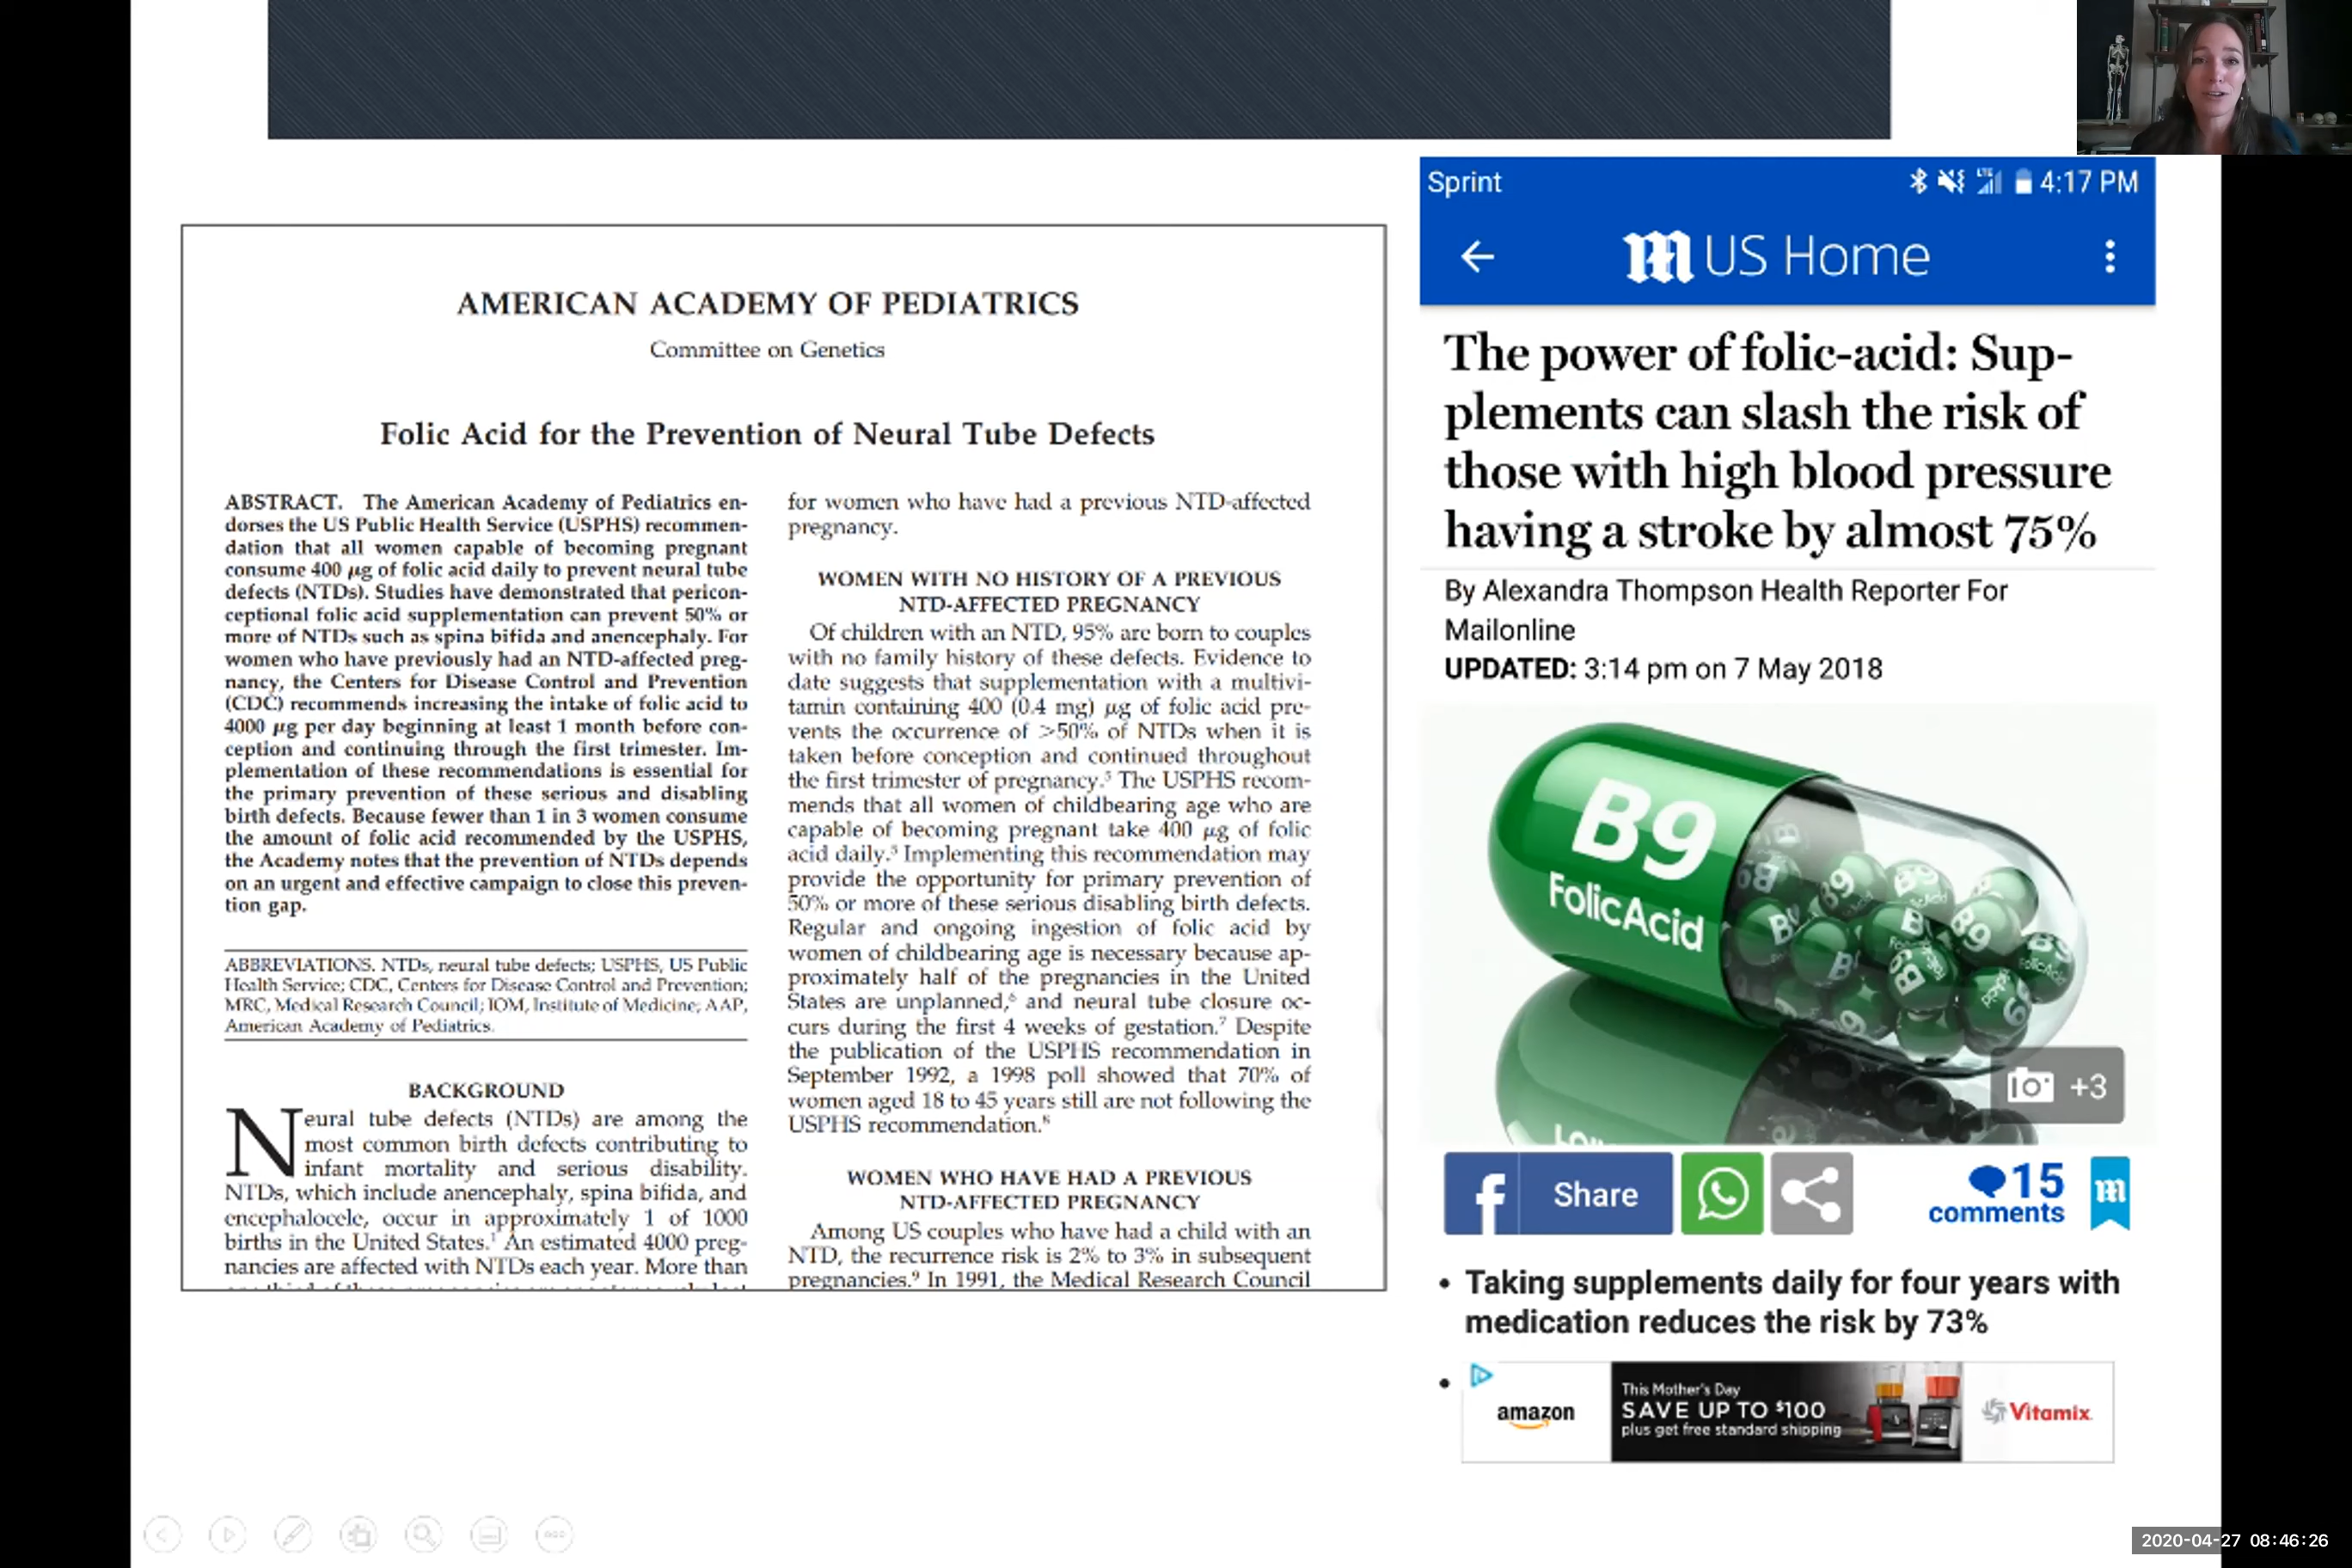 AMERICAN ACADEMY OF PEDIATRICS
Committee on Genetics
Folic Acid for the Prevention of Neural Tube Defects
ABSTRACT. The American Academy of Pediatrics en-
dorses the US Public Health Service (USPHS) recommen-
dation that all women capable of becoming pregnant
consume 400 µg of folic acid daily to prevent neural tube
defects (NTDs). Studies have demonstrated that pericon-
ceptional folic acid supplementation can prevent 50% or
more of NTDs such as spina bifida and anencephaly. For
women who have previously had an NTD-affected preg-
nancy, the Centers for Disease Control and Prevention
(CDC) recommends increasing the intake of folic acid to
4000 µg per day beginning at least 1 month before con-
ception and continuing through the first trimester. Im-
plementation of these recommendations is essential for
the primary prevention of these serious and disabling
birth defects. Because fewer than 1 in 3 women consume
the amount of folic acid recommended by the USPHS,
the Academy notes that the prevention of NTDs depends
on an urgent and effective campaign to close this preven-
tion gap.
ABBREVIATIONS. NTDs, neural tube defects; USPHS, US Public
Health Service; CDC, Centers for Disease Control and Prevention;
MRC, Medical Research Council; IOM, Institute of Medicine; AAP,
American Academy of Pediatrics.
BACKGROUND
Neural tube defects (NTDs) are among the
most common birth defects contributing to
infant mortality and serious disability.
NTDs, which include anencephaly, spina bifida, and
encephalocele, occur in approximately 1 of 1000
births in the United States.¹ An estimated 4000 preg-
nancies are affected with NTDs each year. More than
for women who have had a previous NTD-affected
pregnancy.
WOMEN WITH NO HISTORY OF A PREVIOUS
NTD-AFFECTED PREGNANCY
Of children with an NTD, 95% are born to couples
with no family history of these defects. Evidence to
date suggests that supplementation with a multivi-
tamin containing 400 (0.4 mg) µg of folic acid pre-
vents the occurrence of >50% of NTDs when it is
taken before conception and continued throughout
the first trimester of pregnancy.⁵ The USPHS recom-
mends that all women of childbearing age who are
capable of becoming pregnant take 400 µg of folic
acid daily.⁵ Implementing this recommendation may
provide the opportunity for primary prevention of
50% or more of these serious disabling birth defects.
Regular and ongoing ingestion of folic acid by
women of childbearing age is necessary because ap-
proximately half of the pregnancies in the United
States are unplanned,⁶ and neural tube closure oc-
curs during the first 4 weeks of gestation.⁷ Despite
the publication of the USPHS recommendation in
September 1992, a 1998 poll showed that 70% of
women aged 18 to 45 years still are not following the
USPHS recommendation.⁸
WOMEN WHO HAVE HAD A PREVIOUS
NTD-AFFECTED PREGNANCY
Among US couples who have had a child with an
NTD, the recurrence risk is 2% to 3% in subsequent
pregnancies.⁹ In 1991, the Medical Research Council
Sprint LTE 4:17 PM
m US Home
The power of folic-acid: Sup-
plements can slash the risk of
those with high blood pressure
having a stroke by almost 75%
By Alexandra Thompson Health Reporter For
Mailonline
UPDATED: 3:14 pm on 7 May 2018
B9
FolicAcid
+3
f Share
15
comments
m
• Taking supplements daily for four years with
medication reduces the risk by 73%
amazon
This Mother's Day
SAVE UP TO $100
plus get free standard shipping
Vitamix
2020-04-27 08:46:26